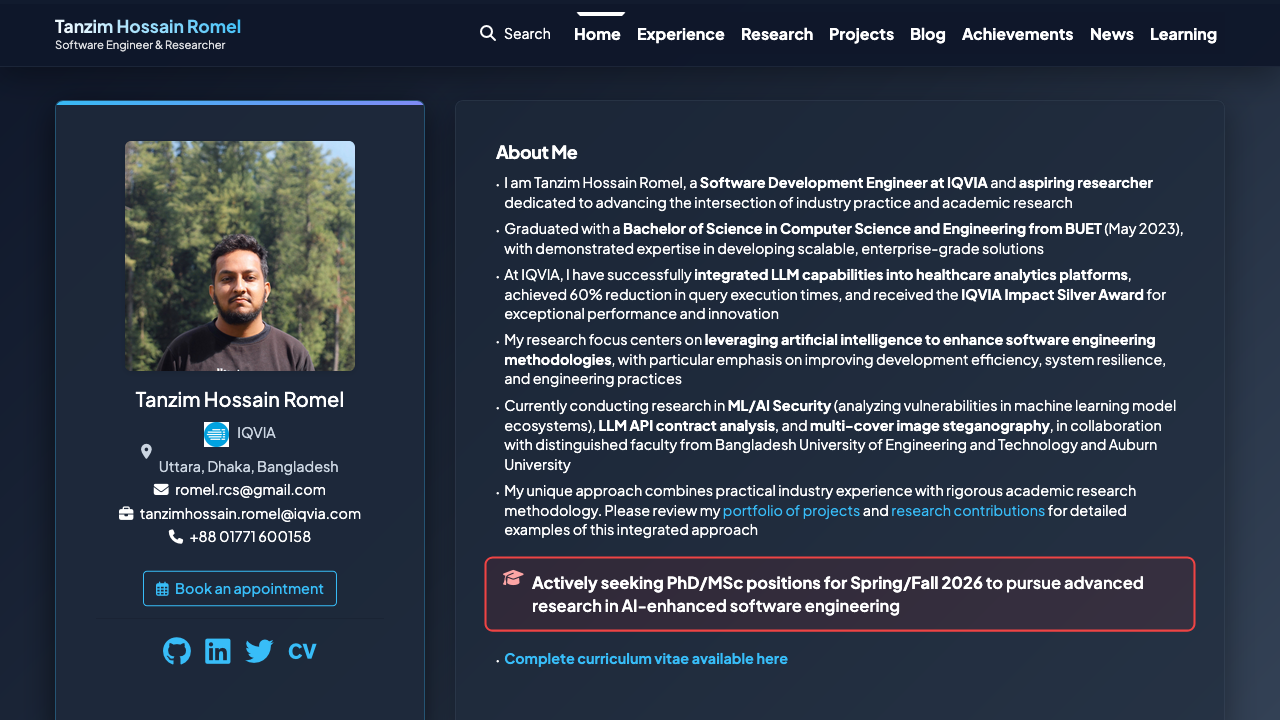 Tanzim Hossain Romel
Software Engineer & Researcher
Search
Home
Experience
Research
Projects
Blog
Achievements
News
Learning
Tanzim Hossain Romel
IQVIA
Uttara, Dhaka, Bangladesh
romel.rcs@gmail.com
tanzimhossain.romel@iqvia.com
+88 01771 600158
Book an appointment
CV
About Me
• I am Tanzim Hossain Romel, a Software Development Engineer at IQVIA and aspiring researcher
dedicated to advancing the intersection of industry practice and academic research
• Graduated with a Bachelor of Science in Computer Science and Engineering from BUET (May 2023),
with demonstrated expertise in developing scalable, enterprise-grade solutions
• At IQVIA, I have successfully integrated LLM capabilities into healthcare analytics platforms,
achieved 60% reduction in query execution times, and received the IQVIA Impact Silver Award for
exceptional performance and innovation
• My research focus centers on leveraging artificial intelligence to enhance software engineering
methodologies, with particular emphasis on improving development efficiency, system resilience,
and engineering practices
• Currently conducting research in ML/AI Security (analyzing vulnerabilities in machine learning model
ecosystems), LLM API contract analysis, and multi-cover image steganography, in collaboration
with distinguished faculty from Bangladesh University of Engineering and Technology and Auburn
University
• My unique approach combines practical industry experience with rigorous academic research
methodology. Please review my portfolio of projects and research contributions for detailed
examples of this integrated approach
Actively seeking PhD/MSc positions for Spring/Fall 2026 to pursue advanced
research in AI-enhanced software engineering
• Complete curriculum vitae available here